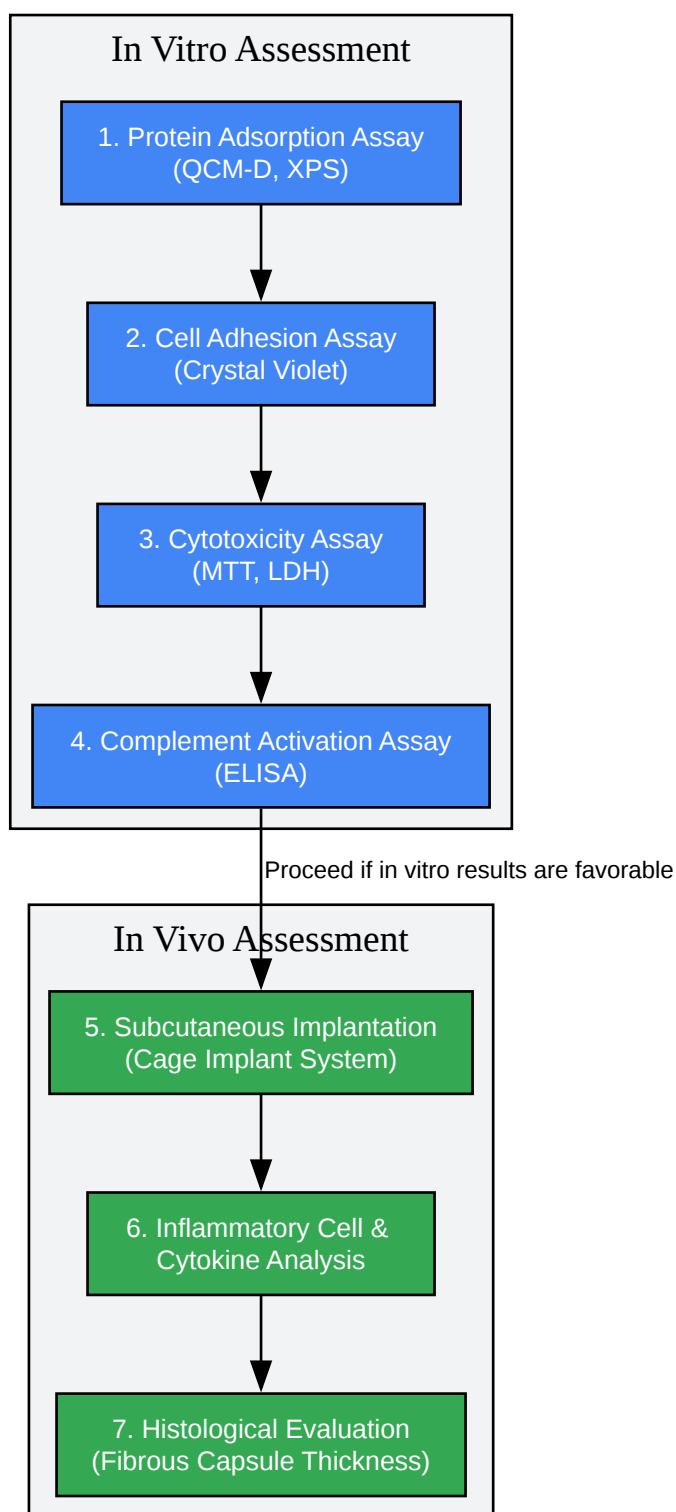 In Vitro Assessment
1. Protein Adsorption Assay
(QCM-D, XPS)
2. Cell Adhesion Assay
(Crystal Violet)
3. Cytotoxicity Assay
(MTT, LDH)
4. Complement Activation Assay
(ELISA)
Proceed if in vitro results are favorable
In Vivo Assessment
5. Subcutaneous Implantation
(Cage Implant System)
6. Inflammatory Cell &
Cytokine Analysis
7. Histological Evaluation
(Fibrous Capsule Thickness)